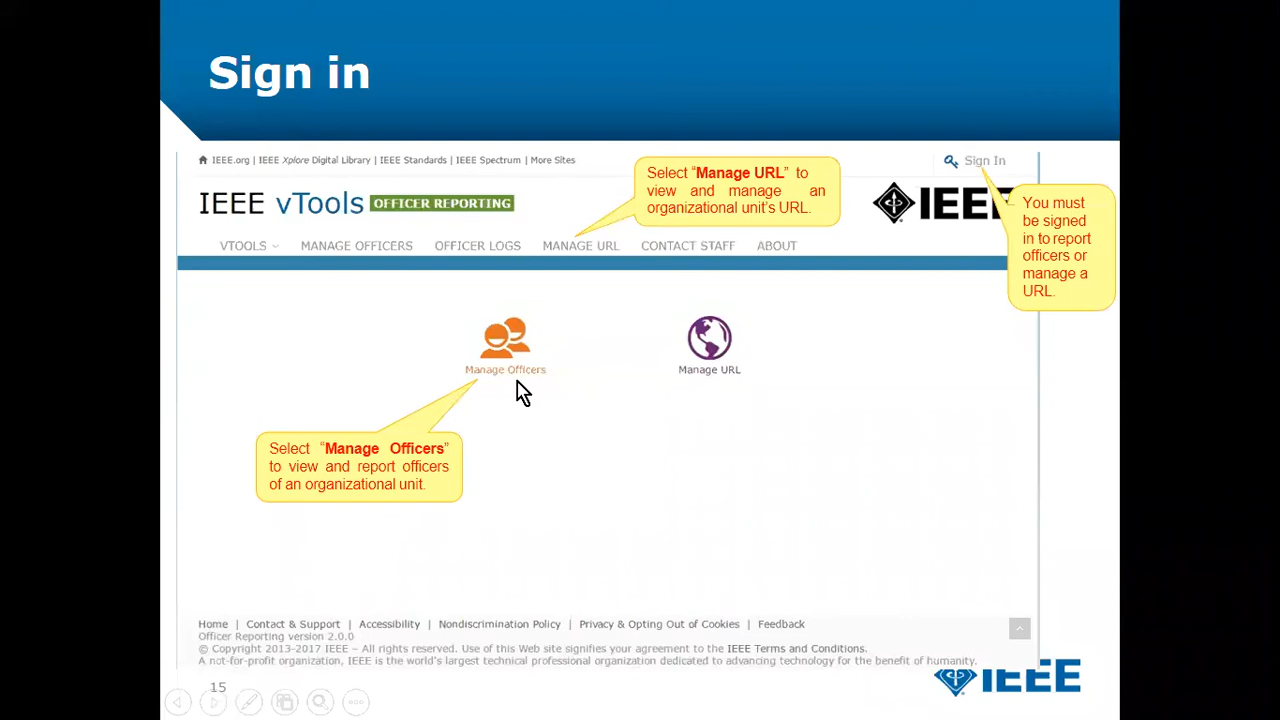 Sign in
IEEE.org | IEEE Xplore Digital Library | IEEE Standards | IEEE Spectrum | More Sites
Sign In
Select “Manage URL” to
view and manage an
organizational unit’s URL.
IEEE vTools OFFICER REPORTING
IEEE
You must
be signed
in to report
officers or
manage a
URL.
VTOOLS MANAGE OFFICERS OFFICER LOGS MANAGE URL CONTACT STAFF ABOUT
Manage Officers
Manage URL
Select “Manage Officers”
to view and report officers
of an organizational unit.
Home | Contact & Support | Accessibility | Nondiscrimination Policy | Privacy & Opting Out of Cookies | Feedback
Officer Reporting version 2.0.0
© Copyright 2013-2017 IEEE – All rights reserved. Use of this Web site signifies your agreement to the IEEE Terms and Conditions.
A not-for-profit organization, IEEE is the world's largest technical professional organization dedicated to advancing technology for the benefit of humanity.
IEEE
15